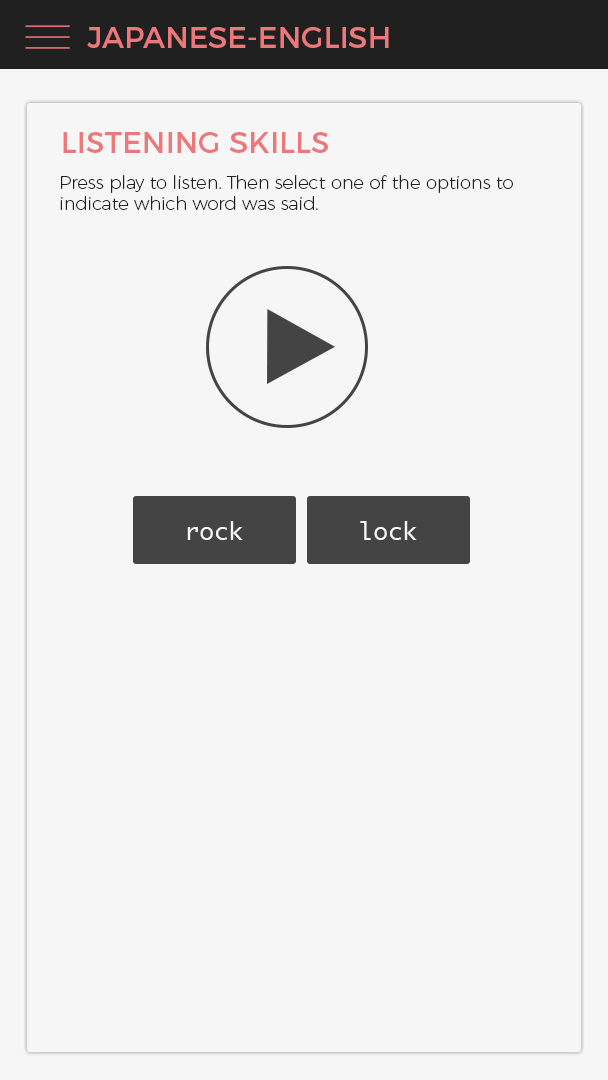 JAPANESE-ENGLISH
LISTENING SKILLS
Press play to listen. Then select one of the options to
indicate which word was said.
rock
lock